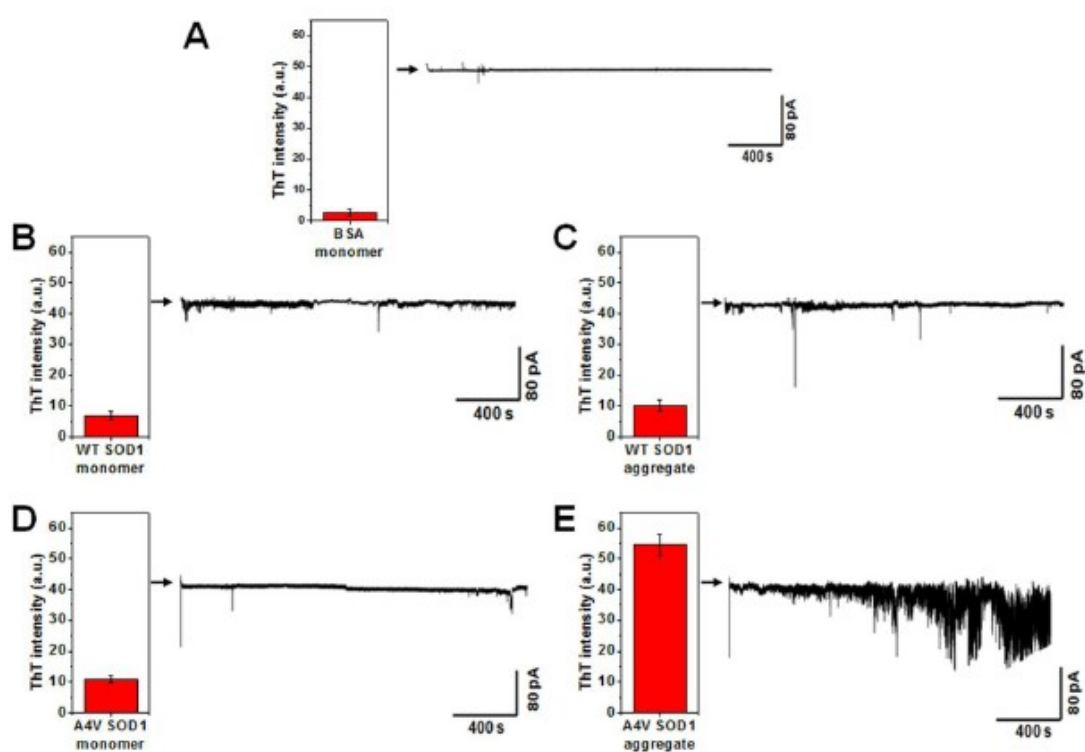 A
ThT intensity (a.u.)
60
50
40
30
20
10
0
BSA
monomer
80 pA
400 s
B
ThT intensity (a.u.)
60
50
40
30
20
10
0
WT SOD1
monomer
80 pA
400 s
C
ThT intensity (a.u.)
60
50
40
30
20
10
0
WT SOD1
aggregate
80 pA
400 s
D
ThT intensity (a.u.)
60
50
40
30
20
10
0
A4V SOD1
monomer
80 pA
400 s
E
ThT intensity (a.u.)
60
50
40
30
20
10
0
A4V SOD1
aggregate
80 pA
400 s